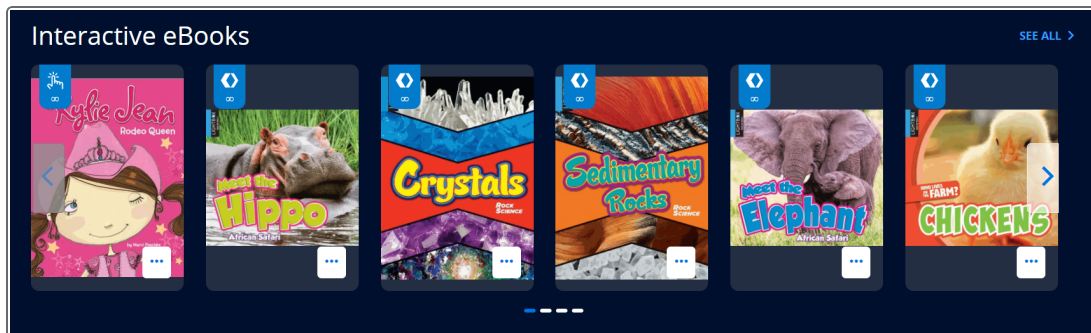 Interactive eBooks
SEE ALL
Kylie Jean
Rodeo Queen
Meet the
Hippo
African Safari
Crystals
ROCK
SCIENCE
Sedimentary
Rocks
ROCK
SCIENCE
Meet the
Elephant
African Safari
WHO LIVES
ON THE FARM?
CHICKENS